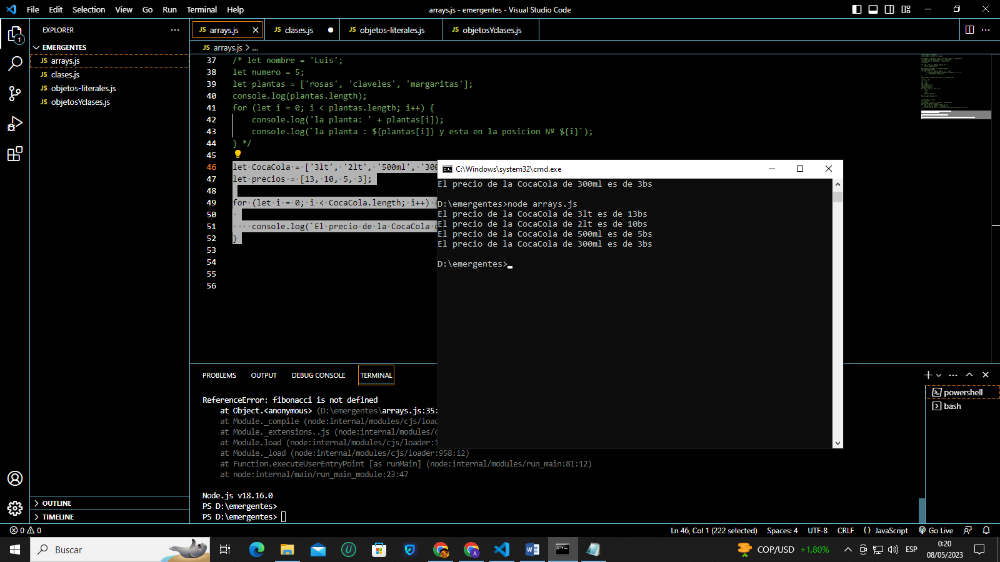 File Edit Selection View Go Run Terminal Help
arrays.js - emergentes - Visual Studio Code
EXPLORER
1
EMERGENTES
JS arrays.js
JS clases.js
JS objetos-literales.js
JS objetosYclases.js
OUTLINE
TIMELINE
JS arrays.js
JS clases.js
JS objetos-literales.js
JS objetosYclases.js
JS arrays.js > ...
37 /* let nombre = 'Luis';
38 let numero = 5;
39 let plantas = ['rosas', 'claveles', 'margaritas'];
40 console.log(plantas.length);
41 for (let i = 0; i < plantas.length; i++) {
42 console.log('la planta: ' + plantas[i]);
43 console.log(`la planta : ${plantas[i]} y esta en la posicion Nº ${i}`);
44 } */
45
46 let CocaCola = ['3lt', '2lt', '500ml', '300
47 let precios = [13, 10, 5, 3];
48
49 for (let i = 0; i < CocaCola.length; i++)
50
51 console.log(`El precio de la CocaCola
52 }
53
54
55
56
C:\Windows\system32\cmd.exe
El precio de la CocaCola de 300ml es de 3bs
D:\emergentes>node arrays.js
El precio de la CocaCola de 3lt es de 13bs
El precio de la CocaCola de 2lt es de 10bs
El precio de la CocaCola de 500ml es de 5bs
El precio de la CocaCola de 300ml es de 3bs
D:\emergentes>
PROBLEMS OUTPUT DEBUG CONSOLE TERMINAL
powershell
bash
ReferenceError: fibonacci is not defined
at Object.<anonymous> (D:\emergentes\arrays.js:35:
at Module._compile (node:internal/modules/cjs/load
at Module._extensions..js (node:internal/modules/c
at Module.load (node:internal/modules/cjs/loader:1
at Module._load (node:internal/modules/cjs/loader:958:12)
at Function.executeUserEntryPoint [as runMain] (node:internal/modules/run_main:81:12)
at node:internal/main/run_main_module:23:47
Node.js v18.16.0
PS D:\emergentes>
PS D:\emergentes>
0 0
Ln 46, Col 1 (222 selected) Spaces: 4 UTF-8 CRLF {} JavaScript Go Live
Buscar
COP/USD +1,80%
ESP
0:20
08/05/2023